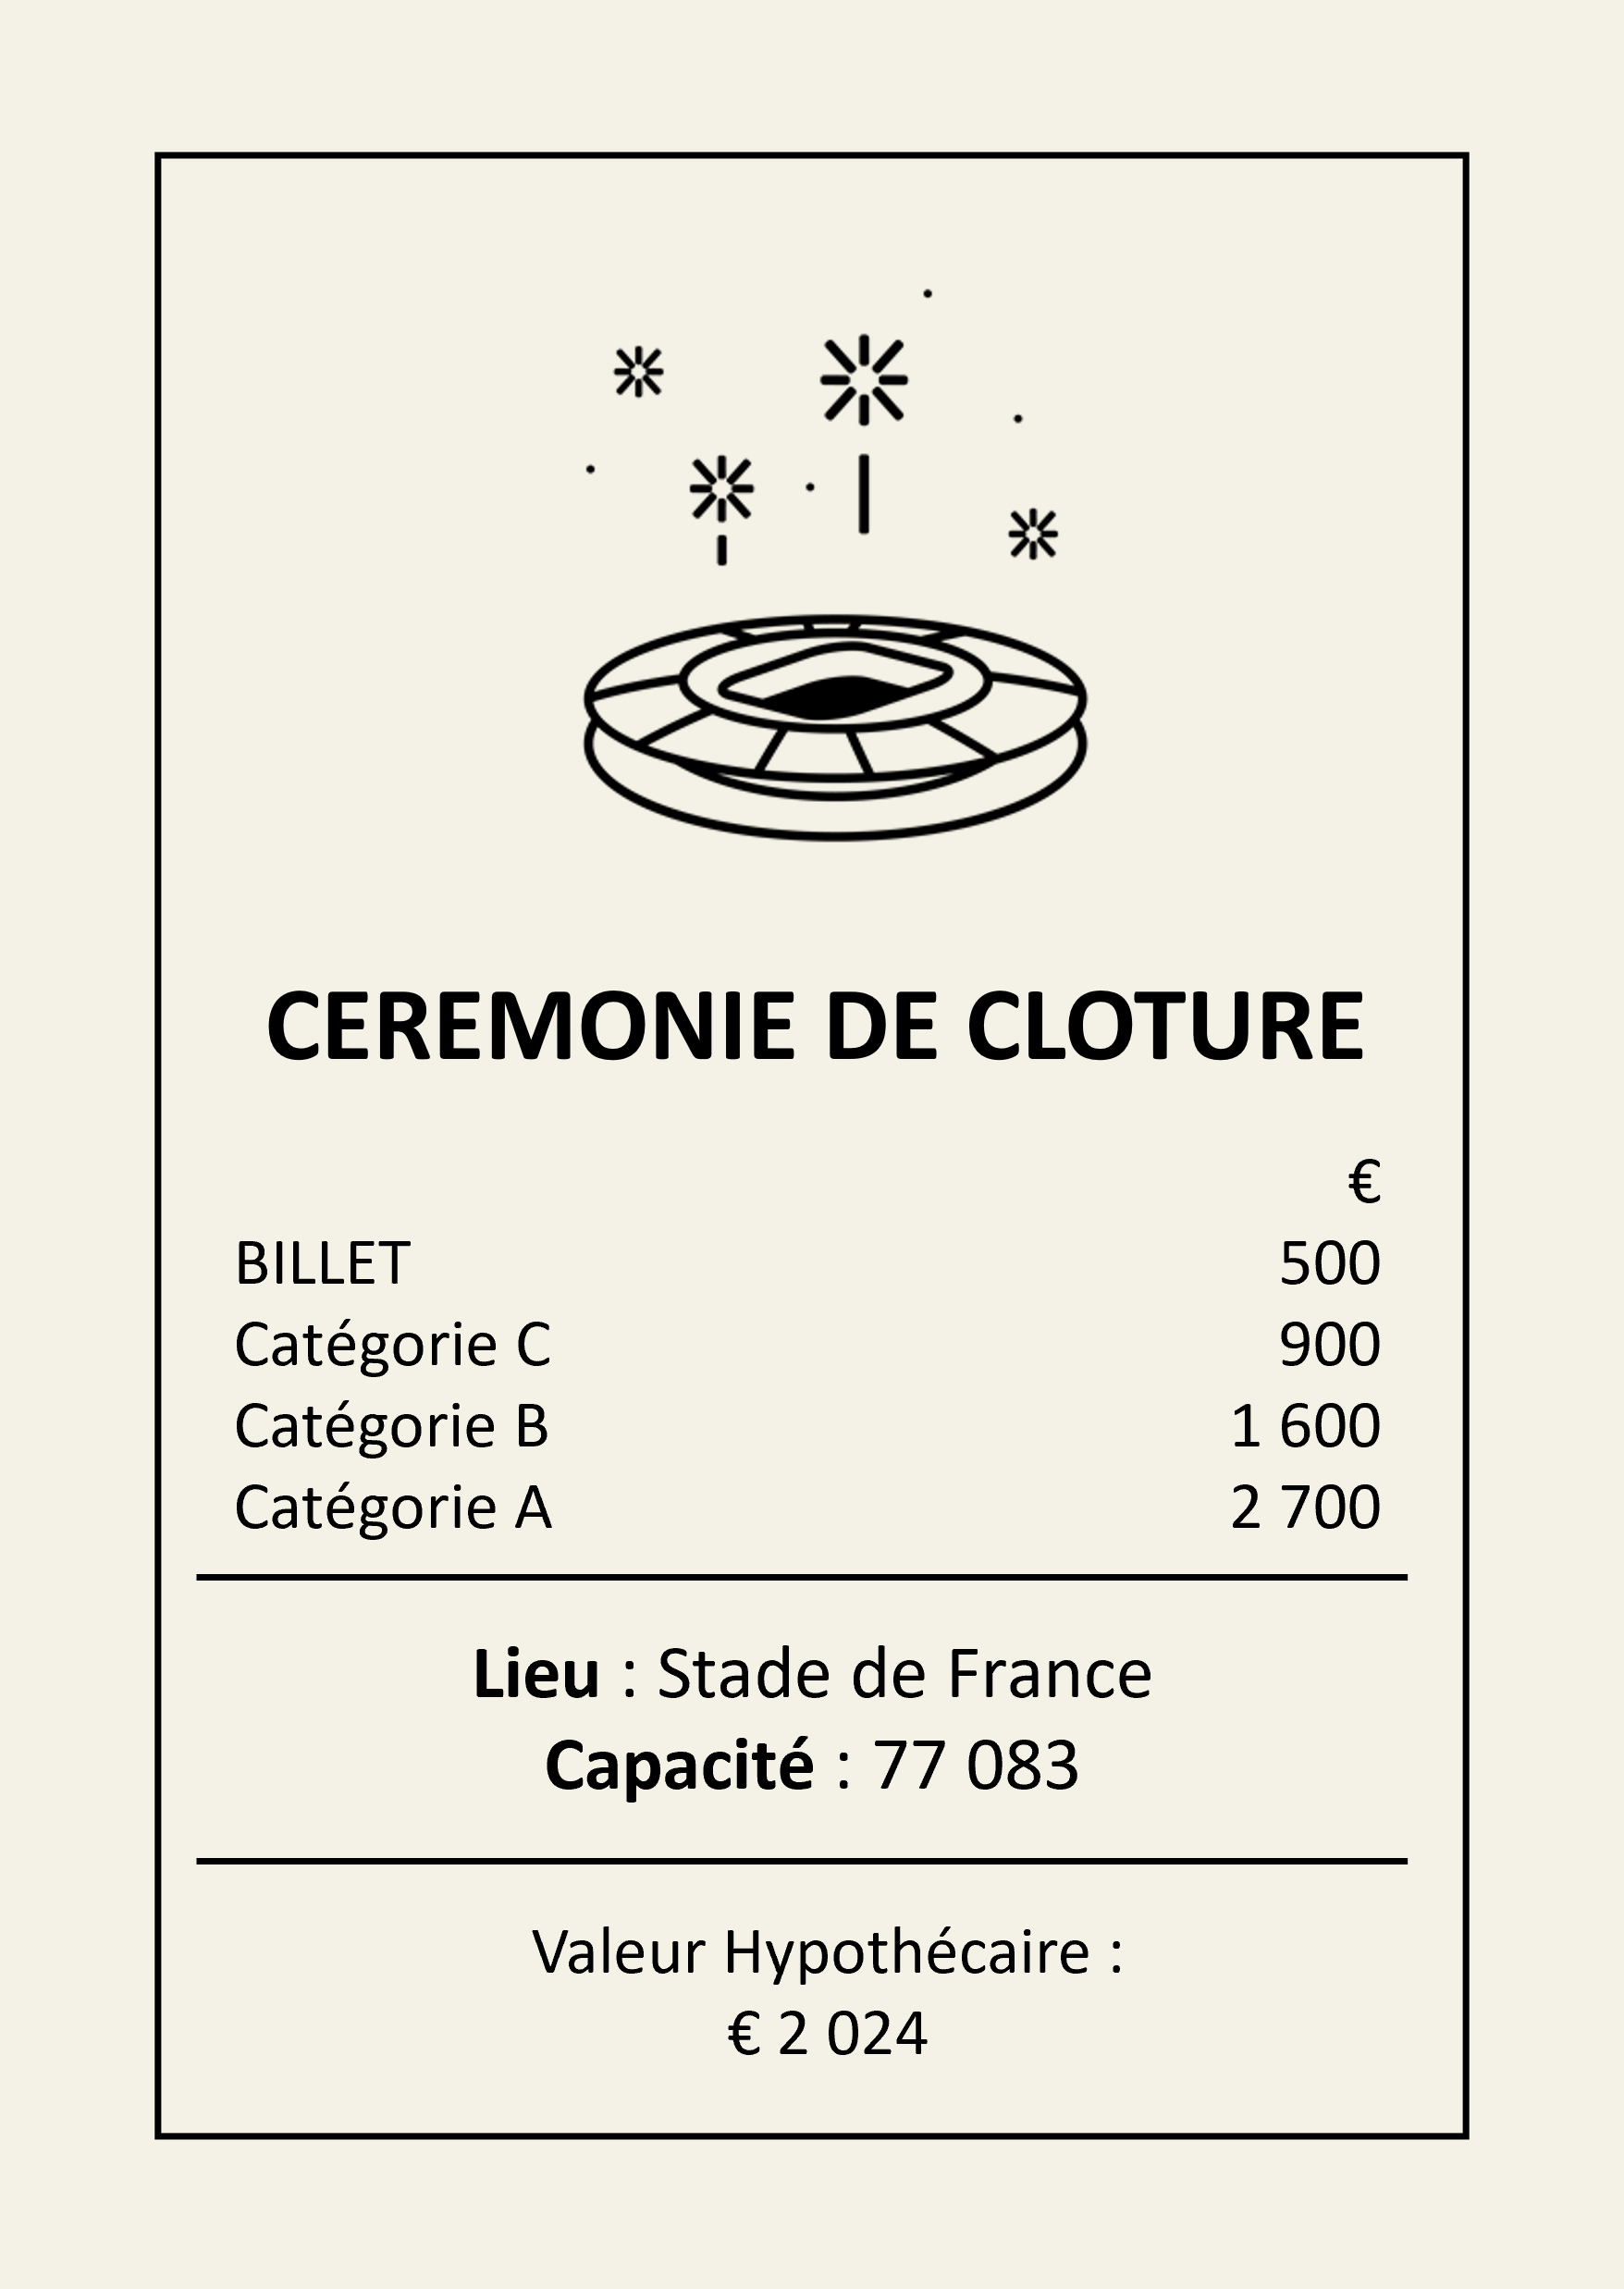 CEREMONIE DE CLOTURE
€
BILLET 500
Catégorie C 900
Catégorie B 1 600
Catégorie A 2 700
Lieu : Stade de France
Capacité : 77 083
Valeur Hypothécaire :
€ 2 024